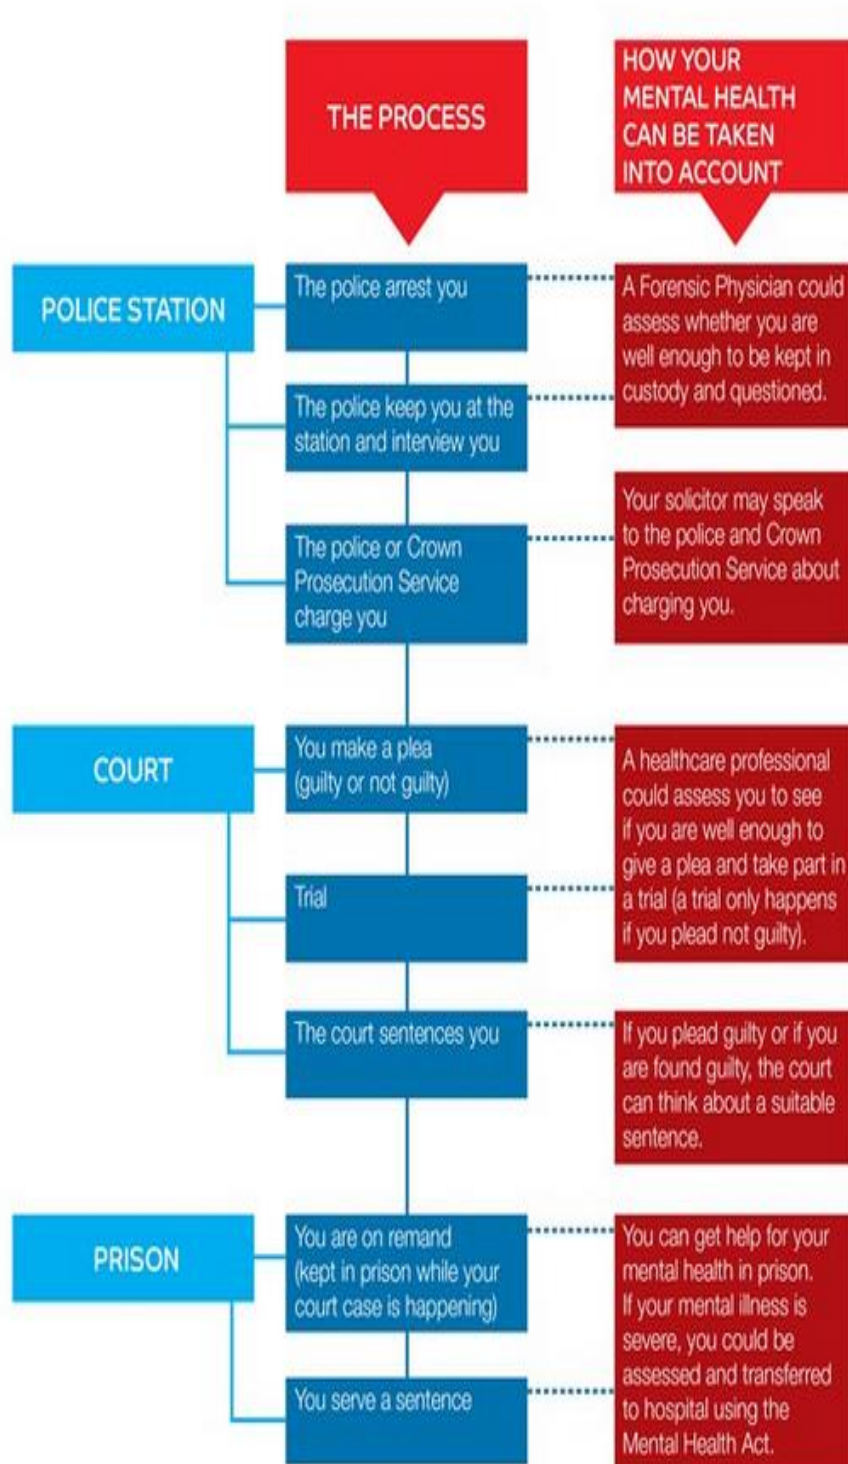 THE PROCESS
HOW YOUR
MENTAL HEALTH
CAN BE TAKEN
INTO ACCOUNT
POLICE STATION
The police arrest you
A Forensic Physician could
assess whether you are
well enough to be kept in
custody and questioned.
The police keep you at the
station and interview you
The police or Crown
Prosecution Service
charge you
Your solicitor may speak
to the police and Crown
Prosecution Service about
charging you.
COURT
You make a plea
(guilty or not guilty)
A healthcare professional
could assess you to see
if you are well enough to
give a plea and take part in
a trial (a trial only happens
if you plead not guilty).
Trial
The court sentences you
If you plead guilty or if you
are found guilty, the court
can think about a suitable
sentence.
PRISON
You are on remand
(kept in prison while your
court case is happening)
You can get help for your
mental health in prison.
If your mental illness is
severe, you could be
assessed and transferred
to hospital using the
Mental Health Act.
You serve a sentence